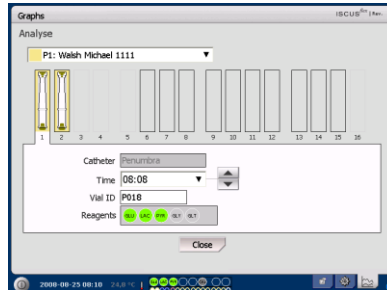 Graphs
ISCUS
Analyse
P1: Walsh Michael 1111
1 2 3 4 5 6 7 8 9 10 11 12 13 14 15 16
Catheter Penumbra
Time 08:08
Vial ID P018
Reagents GLU LAC PYR GLY GLT
Close
2008-08-25 08:10 24,8 °C